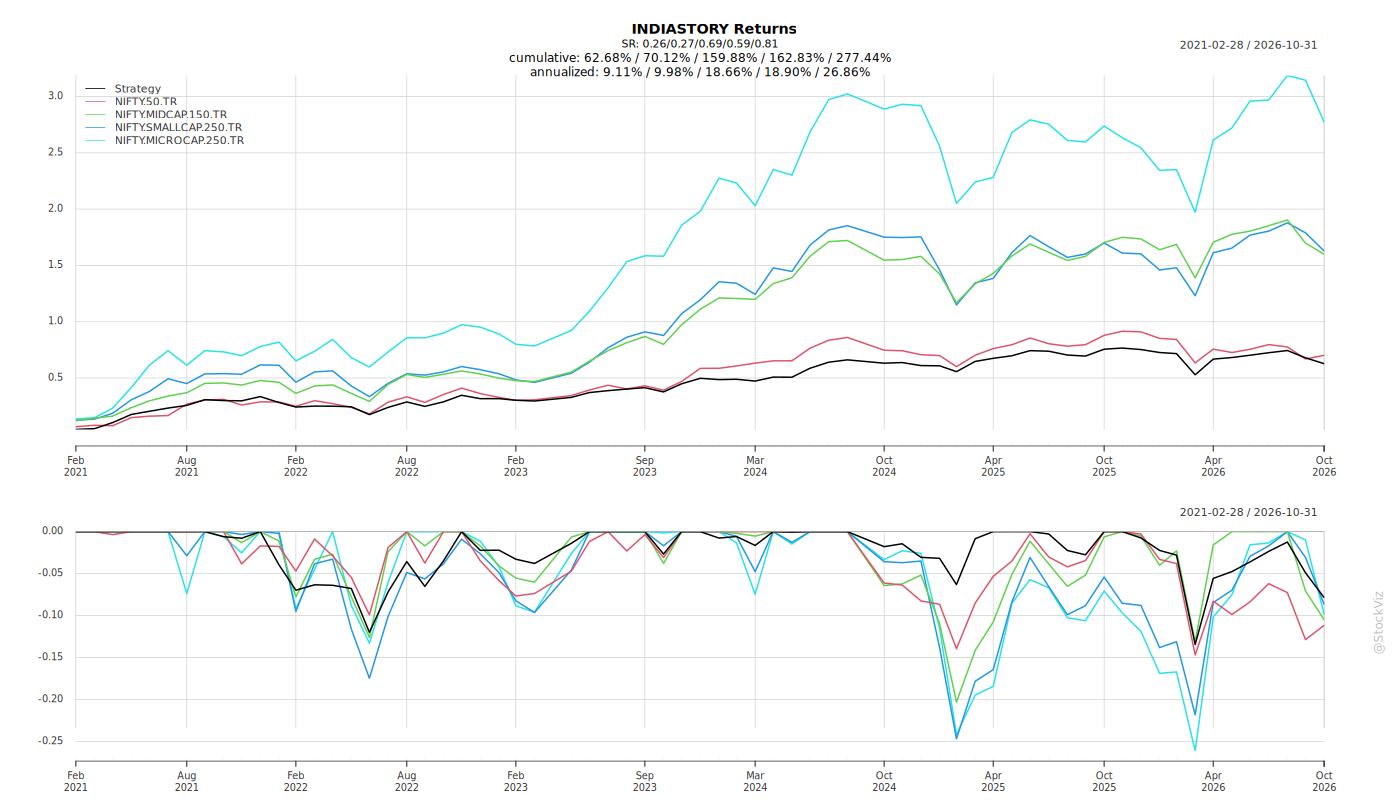 INDIASTORY Returns
SR: 0.26/0.27/0.69/0.59/0.81
cumulative: 62.68% / 70.12% / 159.88% / 162.83% / 277.44%
annualized: 9.11% / 9.98% / 18.66% / 18.90% / 26.86%
2021-02-28 / 2026-10-31
Strategy
NIFTY.50.TR
NIFTY.MIDCAP.150.TR
NIFTY.SMALLCAP.250.TR
NIFTY.MICROCAP.250.TR
3.0
2.5
2.0
1.5
1.0
0.5
Feb Aug Feb Aug Feb Sep Mar Oct Apr Oct Apr Oct
2021 2021 2022 2022 2023 2023 2024 2024 2025 2025 2026 2026
2021-02-28 / 2026-10-31
0.00
-0.05
-0.10
-0.15
-0.20
-0.25
Feb Aug Feb Aug Feb Sep Mar Oct Apr Oct Apr Oct
2021 2021 2022 2022 2023 2023 2024 2024 2025 2025 2026 2026
@StockViz